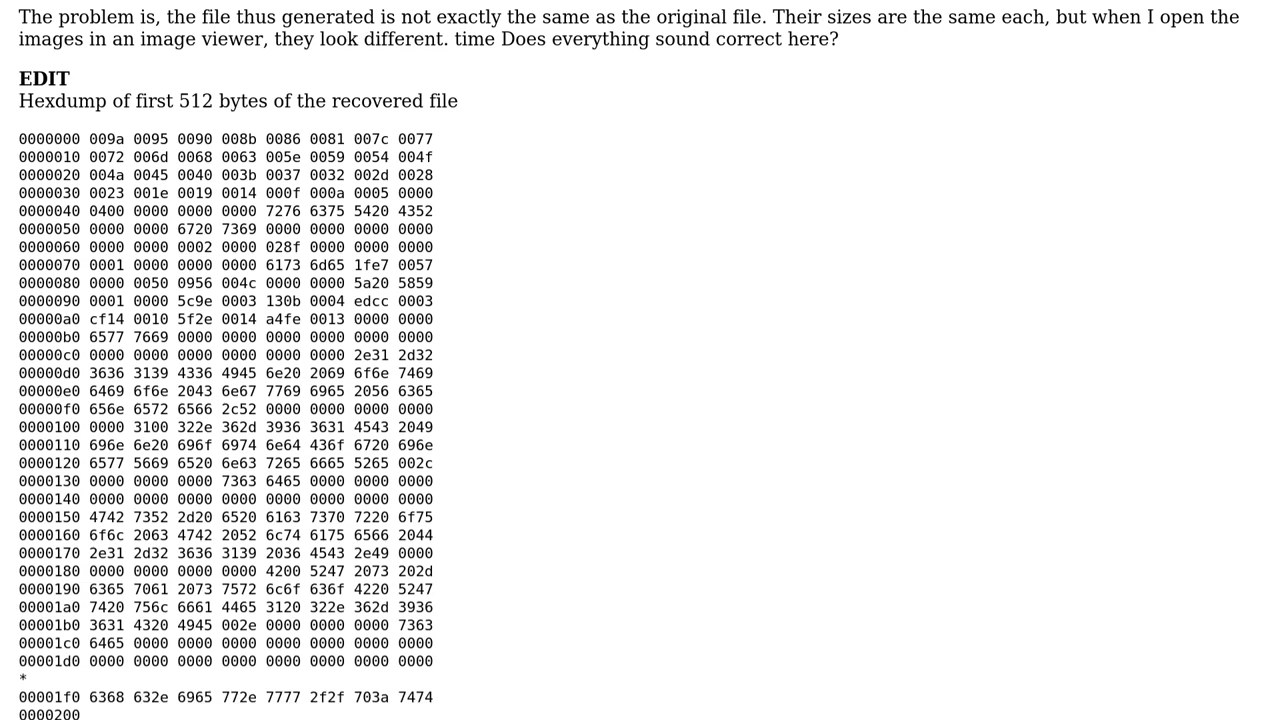 The problem is, the file thus generated is not exactly the same as the original file. Their sizes are the same each, but when I open the
images in an image viewer, they look different. time Does everything sound correct here?
EDIT
Hexdump of first 512 bytes of the recovered file
0000000 009a 0095 0090 008b 0086 0081 007c 0077
0000010 0072 006d 0068 0063 005e 0059 0054 004f
0000020 004a 0045 0040 003b 0037 0032 002d 0028
0000030 0023 001e 0019 0014 000f 000a 0005 0000
0000040 0400 0000 0000 0000 7276 6375 5420 4352
0000050 0000 0000 6720 7369 0000 0000 0000 0000
0000060 0000 0000 0002 0000 028f 0000 0000 0000
0000070 0001 0000 0000 0000 6173 6d65 1fe7 0057
0000080 0000 0050 0956 004c 0000 0000 5a20 5859
0000090 0001 0000 5c9e 0003 130b 0004 edcc 0003
00000a0 cf14 0010 5f2e 0014 a4fe 0013 0000 0000
00000b0 6577 7669 0000 0000 0000 0000 0000 0000
00000c0 0000 0000 0000 0000 0000 0000 2e31 2d32
00000d0 3636 3139 4336 4945 6e20 2069 6f6e 7469
00000e0 6469 6f6e 2043 6e67 7769 6965 2056 6365
00000f0 656e 6572 6566 2c52 0000 0000 0000 0000
0000100 0000 3100 322e 362d 3936 3631 4543 2049
0000110 696e 6e20 696f 6974 6e64 436f 6720 696e
0000120 6577 5669 6520 6e63 7265 6665 5265 002c
0000130 0000 0000 0000 7363 6465 0000 0000 0000
0000140 0000 0000 0000 0000 0000 0000 0000 0000
0000150 4742 7352 2d20 6520 6163 7370 7220 6f75
0000160 6f6c 2063 4742 2052 6c74 6175 6566 2044
0000170 2e31 2d32 3636 3139 2036 4543 2e49 0000
0000180 0000 0000 0000 0000 4200 5247 2073 202d
0000190 6365 7061 2073 7572 6c6f 636f 4220 5247
00001a0 7420 756c 6661 4465 3120 322e 362d 3936
00001b0 3631 4320 4945 002e 0000 0000 0000 7363
00001c0 6465 0000 0000 0000 0000 0000 0000 0000
00001d0 0000 0000 0000 0000 0000 0000 0000 0000
*
00001f0 6368 632e 6965 772e 7777 2f2f 703a 7474
0000200